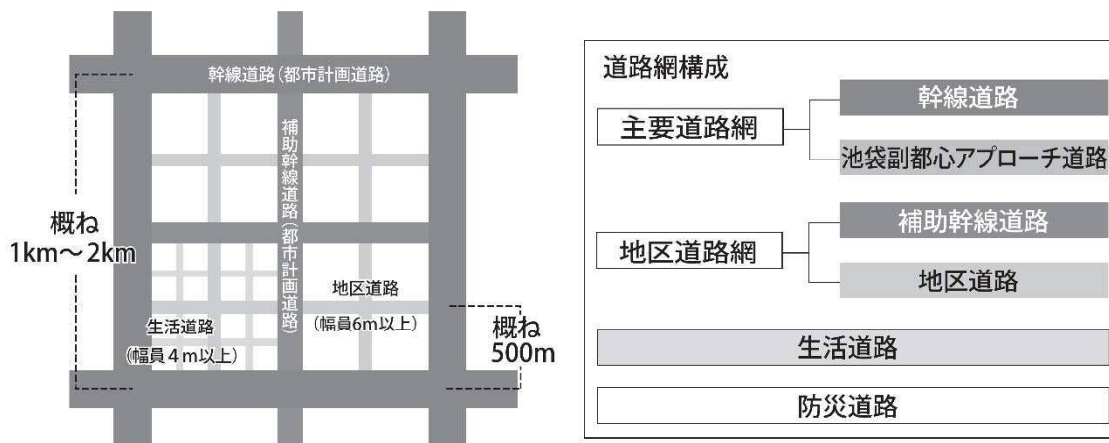 幹線道路(都市計画道路)
補助幹線道路(都市計画道路)
概ね
1km～2km
地区道路
(幅員6m以上)
生活道路
(幅員4m以上)
概ね
500m
道路網構成
主要道路網
幹線道路
池袋副都心アプローチ道路
地区道路網
補助幹線道路
地区道路
生活道路
防災道路